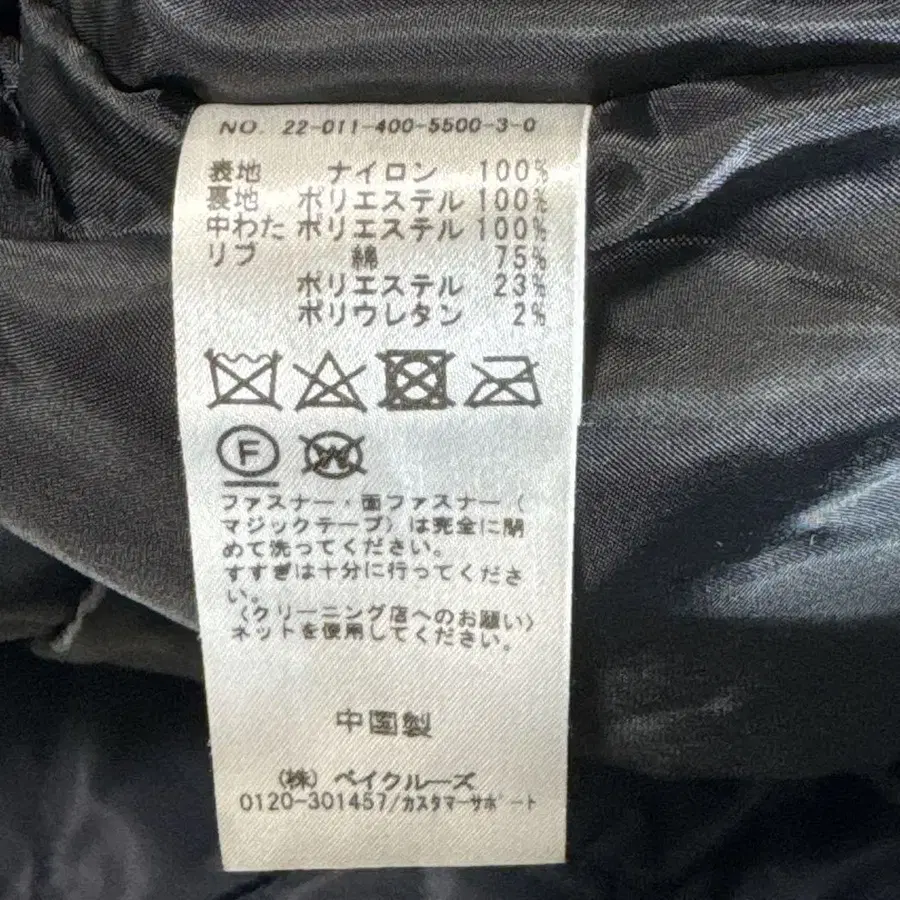 NO. 22-011-400-5500-3-0
表地 ナイロン 100%
裏地 ポリエステル 100%
中わた ポリエステル 100%
リブ 綿 75%
ポリエステル 23%
ポリウレタン 2%
F W
ファスナー・面ファスナー(
マジックテープ)は完全に閉
めて洗ってください。
すすぎは十分に行ってくださ
い。
(クリーニング店へのお願い)
ネットを使用してください。
中国製
(株) ベイクルーズ
0120-301457/カスタマーサポート